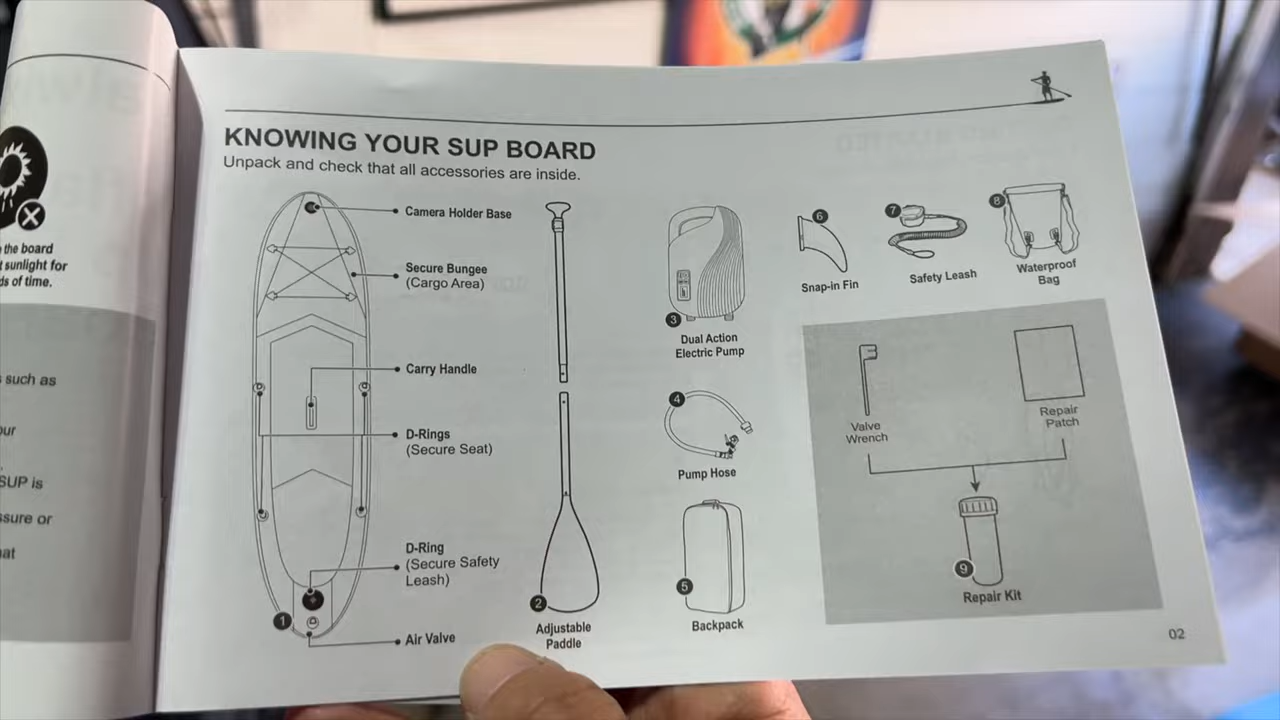 the board
sunlight for
ds of time.
such as
our
SUP is
ssure or
at
KNOWING YOUR SUP BOARD
Unpack and check that all accessories are inside.
Camera Holder Base
Secure Bungee
(Cargo Area)
Carry Handle
D-Rings
(Secure Seat)
D-Ring
(Secure Safety
Leash)
Air Valve
1
2
Adjustable
Paddle
3
Dual Action
Electric Pump
4
Pump Hose
5
Backpack
6
Snap-in Fin
7
Safety Leash
8
Waterproof
Bag
Valve
Wrench
Repair
Patch
9
Repair Kit
02